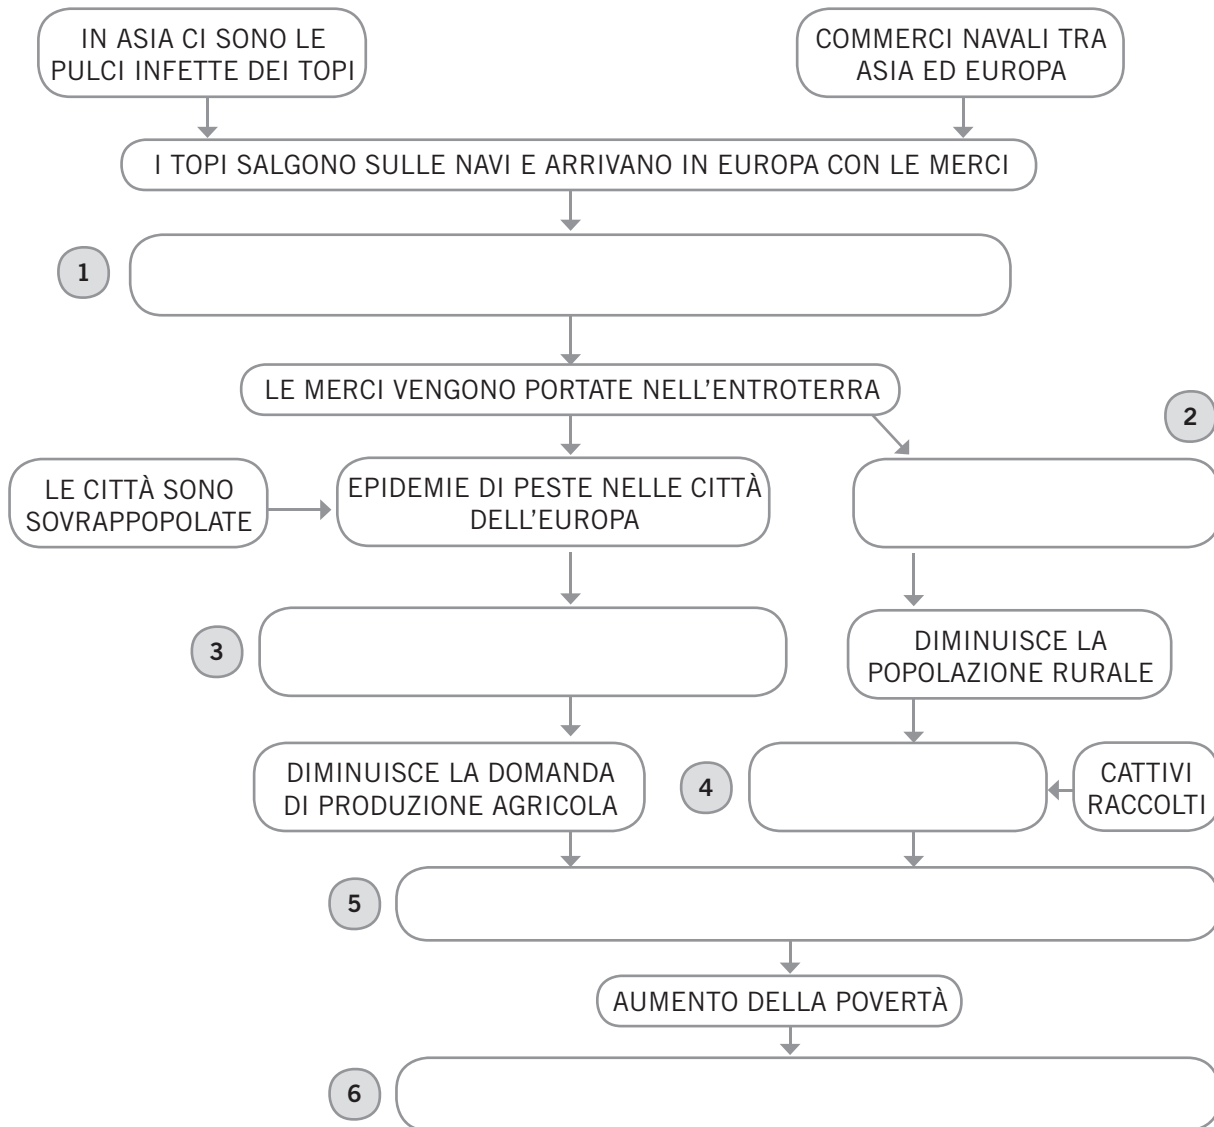 IN ASIA CI SONO LE
PULCI INFETTE DEI TOPI
COMMERCI NAVALI TRA
ASIA ED EUROPA
I TOPI SALGONO SULLE NAVI E ARRIVANO IN EUROPA CON LE MERCI
1
LE MERCI VENGONO PORTATE NELL'ENTROTERRA
2
LE CITTÀ SONO
SOVRAPPOPOLATE
EPIDEMIE DI PESTE NELLE CITTÀ
DELL'EUROPA
3
DIMINUISCE LA
POPOLAZIONE RURALE
DIMINUISCE LA DOMANDA
DI PRODUZIONE AGRICOLA
4
CATTIVI
RACCOLTI
5
AUMENTO DELLA POVERTÀ
6